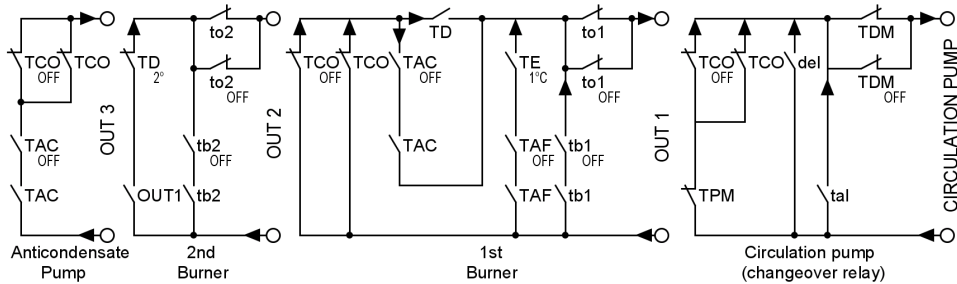 TCO
OFF
TCO
TAC
OFF
TAC
OUT 3
Anticondensate
Pump
to2
TD
2°
to2
OFF
tb2
OFF
OUT1
tb2
OUT 2
2nd
Burner
TD
to1
TCO
OFF
TCO
TAC
OFF
TE
1°C
to1
OFF
TAC
TAF
OFF
tb1
OFF
TAF
tb1
OUT 1
1st
Burner
TDM
TCO
OFF
TCO
del
TDM
OFF
TPM
tal
CIRCULATION PUMP
Circulation pump
(changeover relay)